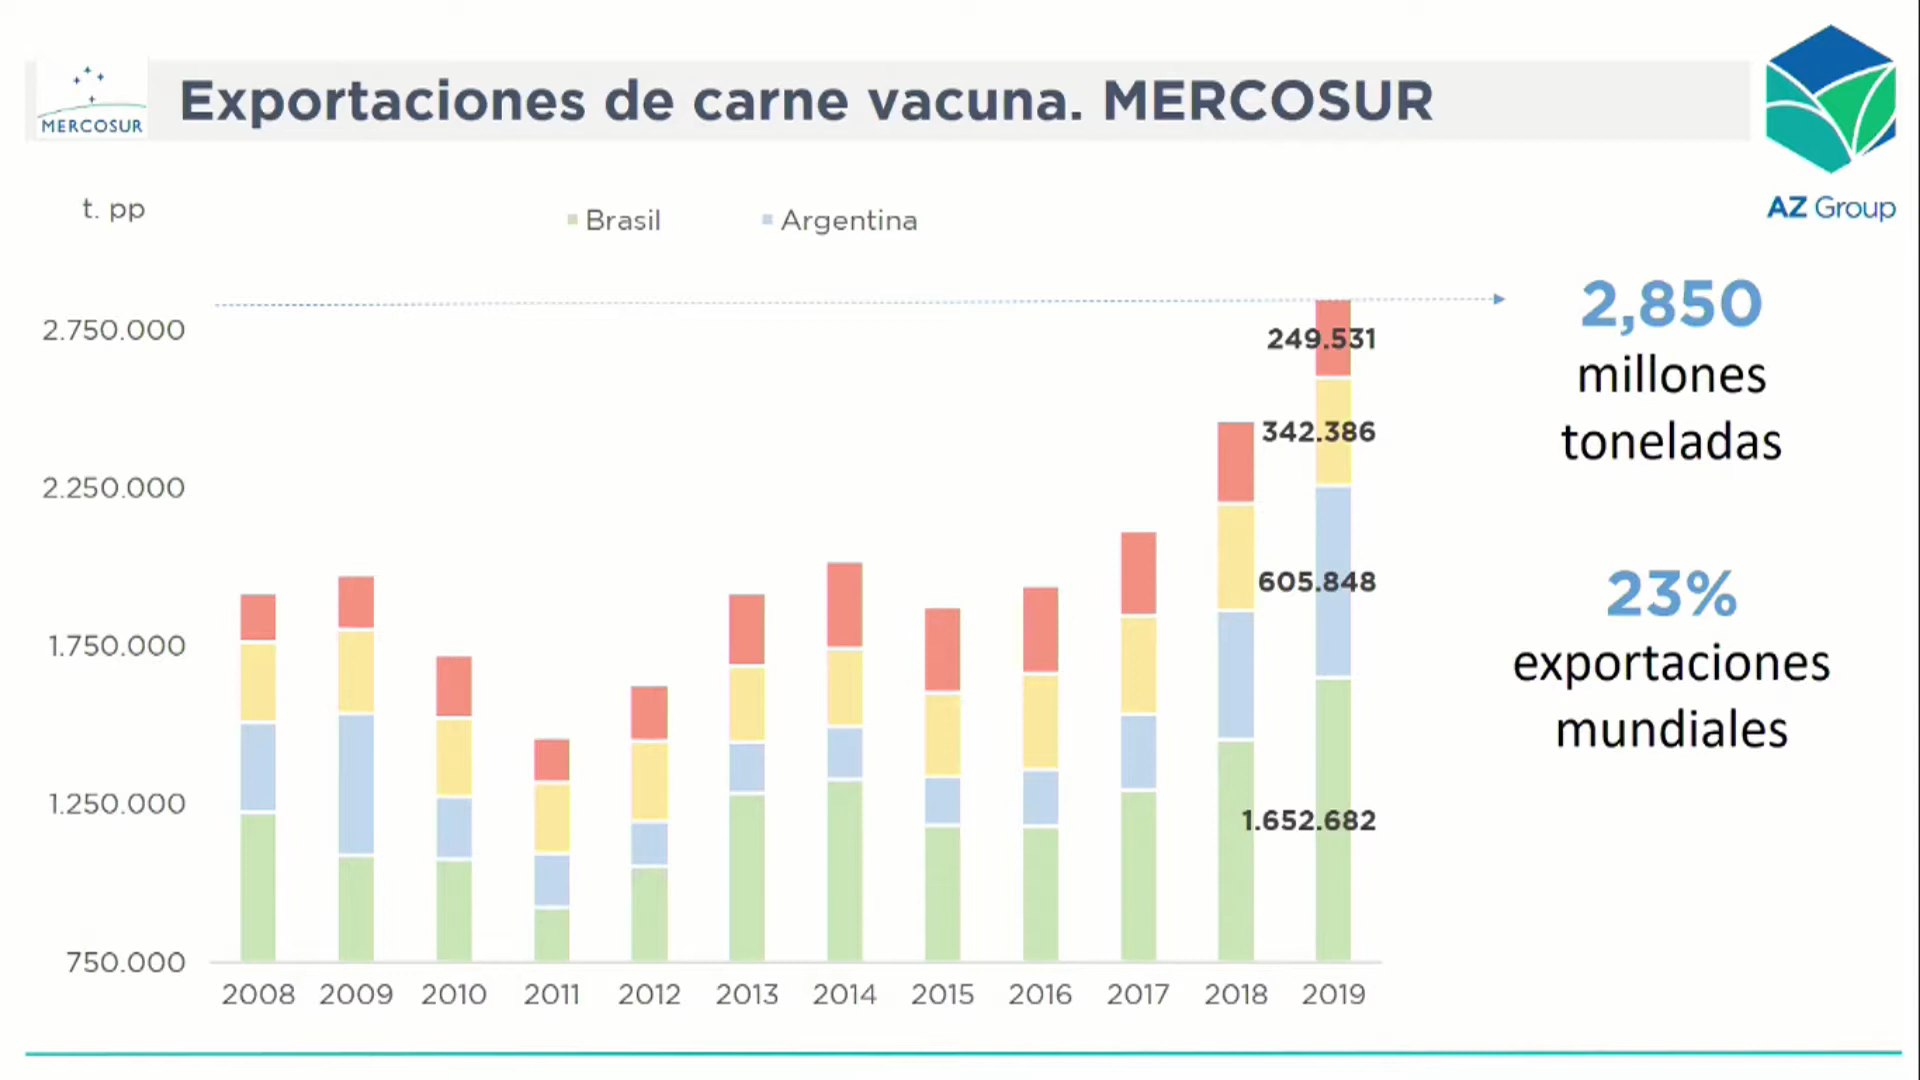 MERCOSUR
Exportaciones de carne vacuna. MERCOSUR
AZ Group
t. pp
Brasil
Argentina
2.750.000
2.250.000
1.750.000
1.250.000
750.000
249.531
342.386
605.848
1.652.682
2008 2009 2010 2011 2012 2013 2014 2015 2016 2017 2018 2019
2,850
millones
toneladas
23%
exportaciones
mundiales